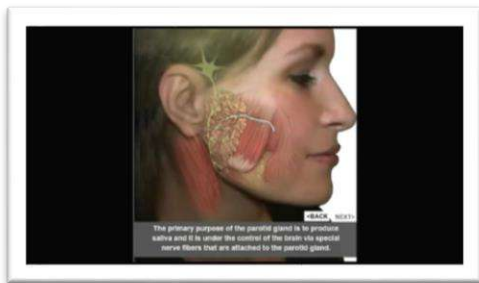 <BACK NEXT>
The primary purpose of the parotid gland is to produce
saliva and it is under the control of the brain via special
nerve fibers that are attached to the parotid gland.